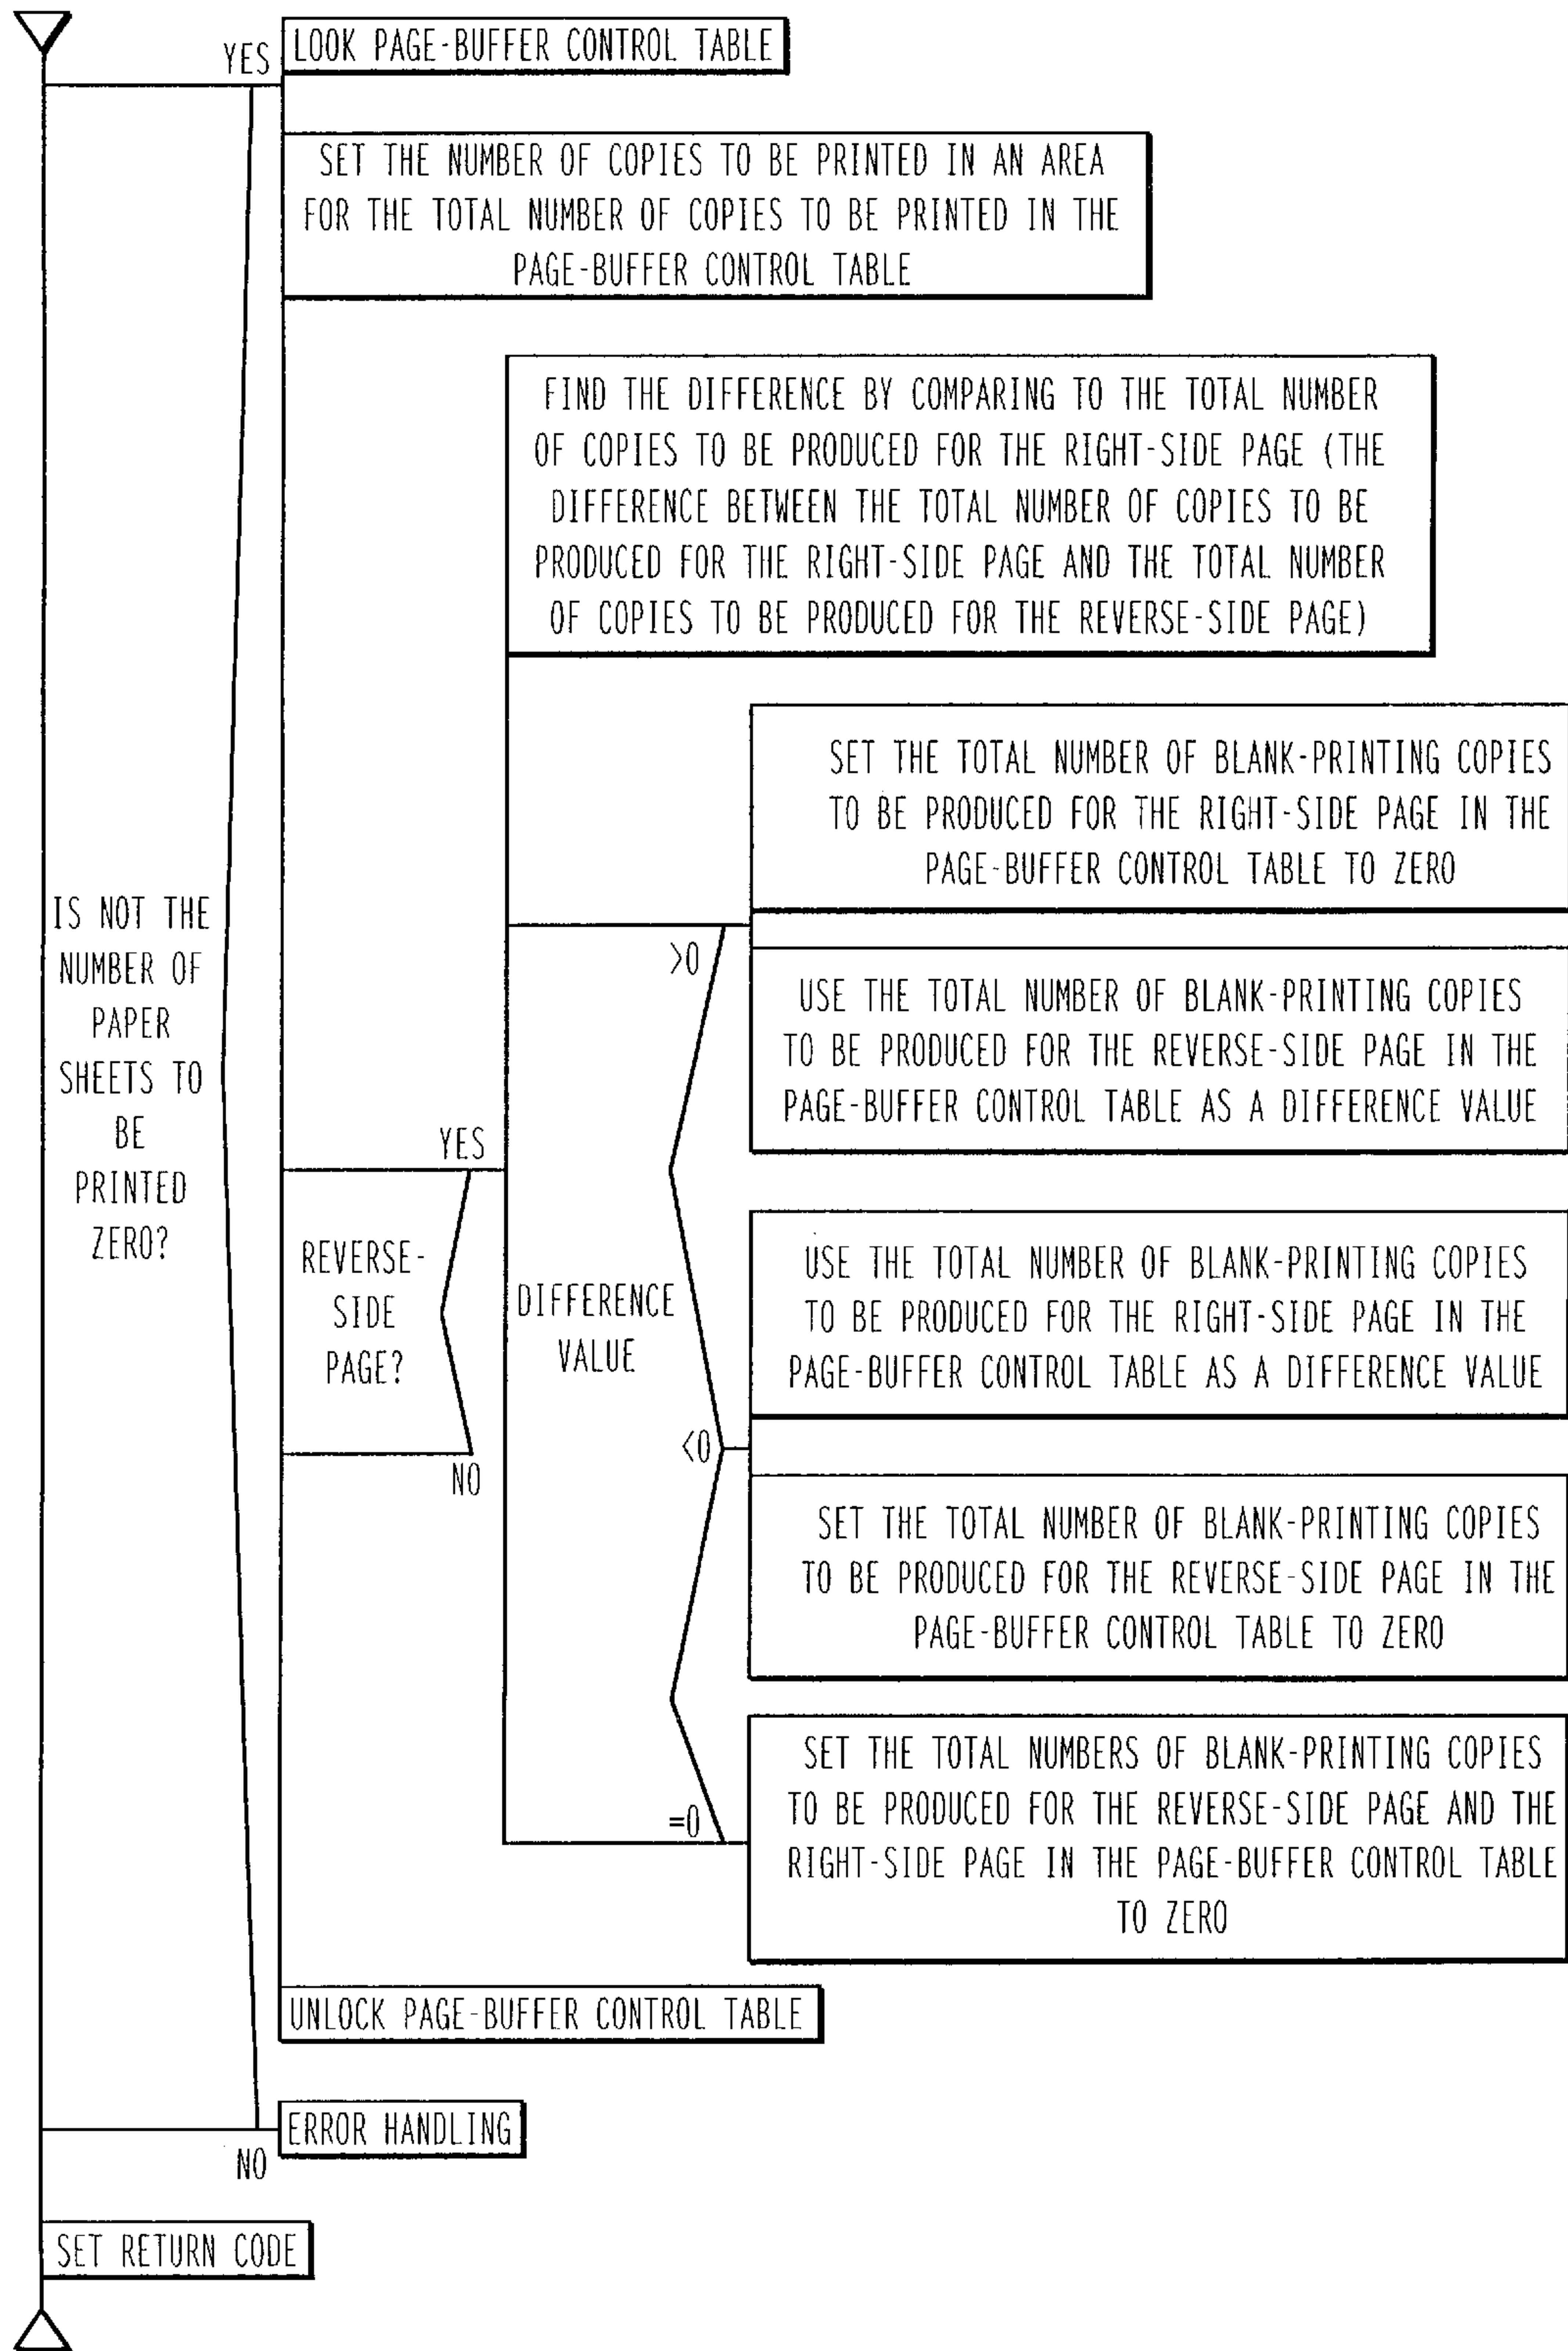 YES
LOOK PAGE-BUFFER CONTROL TABLE
SET THE NUMBER OF COPIES TO BE PRINTED IN AN AREA
FOR THE TOTAL NUMBER OF COPIES TO BE PRINTED IN THE
PAGE-BUFFER CONTROL TABLE
FIND THE DIFFERENCE BY COMPARING TO THE TOTAL NUMBER
OF COPIES TO BE PRODUCED FOR THE RIGHT-SIDE PAGE (THE
DIFFERENCE BETWEEN THE TOTAL NUMBER OF COPIES TO BE
PRODUCED FOR THE RIGHT-SIDE PAGE AND THE TOTAL NUMBER
OF COPIES TO BE PRODUCED FOR THE REVERSE-SIDE PAGE)
SET THE TOTAL NUMBER OF BLANK-PRINTING COPIES
TO BE PRODUCED FOR THE RIGHT-SIDE PAGE IN THE
PAGE-BUFFER CONTROL TABLE TO ZERO
IS NOT THE
NUMBER OF
PAPER
SHEETS TO
BE
PRINTED
ZERO?
>0
USE THE TOTAL NUMBER OF BLANK-PRINTING COPIES
TO BE PRODUCED FOR THE REVERSE-SIDE PAGE IN THE
PAGE-BUFFER CONTROL TABLE AS A DIFFERENCE VALUE
YES
REVERSE-
SIDE
PAGE?
NO
DIFFERENCE
VALUE
USE THE TOTAL NUMBER OF BLANK-PRINTING COPIES
TO BE PRODUCED FOR THE RIGHT-SIDE PAGE IN THE
PAGE-BUFFER CONTROL TABLE AS A DIFFERENCE VALUE
<0
SET THE TOTAL NUMBER OF BLANK-PRINTING COPIES
TO BE PRODUCED FOR THE REVERSE-SIDE PAGE IN THE
PAGE-BUFFER CONTROL TABLE TO ZERO
=0
SET THE TOTAL NUMBERS OF BLANK-PRINTING COPIES
TO BE PRODUCED FOR THE REVERSE-SIDE PAGE AND THE
RIGHT-SIDE PAGE IN THE PAGE-BUFFER CONTROL TABLE
TO ZERO
UNLOCK PAGE-BUFFER CONTROL TABLE
ERROR HANDLING
NO
SET RETURN CODE